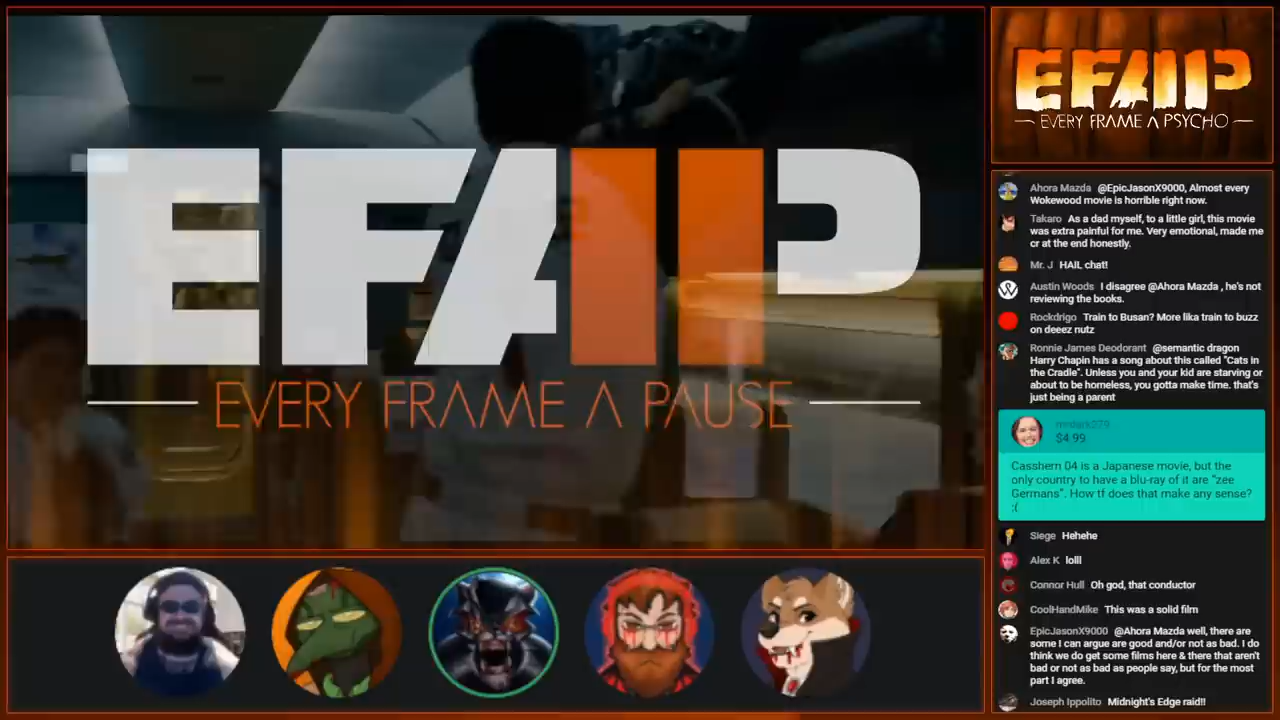 EFAIIP
EVERY FRAME A PAUSE
EFAIIP
EVERY FRAME A PSYCHO
Ahora Mazda @EpicJasonX9000, Almost every
Wokewood movie is horrible right now.
Takaro As a dad myself, to a little girl, this movie
was extra painful for me. Very emotional, made me
cr at the end honestly.
Mr. J HAIL chat!
Austin Woods I disagree @Ahora Mazda , he's not
reviewing the books.
Rockdrigo Train to Busan? More lika train to buzz
on deeez nutz
Ronnie James Deodorant @semantic dragon
Harry Chapin has a song about this called "Cats in
the Cradle". Unless you and your kid are starving or
about to be homeless, you gotta make time. that's
just being a parent
$4.99
Casshern 04 is a Japanese movie, but the
only country to have a blu-ray of it are "zee
Germans". How tf does that make any sense?
:(
Siege Hehehe
Alex K lolll
Connor Hull Oh god, that conductor
CoolHandMike This was a solid film
EpicJasonX9000 @Ahora Mazda well, there are
some I can argue are good and/or not as bad. I do
think we do get some films here & there that aren't
bad or not as bad as people say, but for the most
part I agree.
Joseph Ippolito Midnight's Edge raid!!